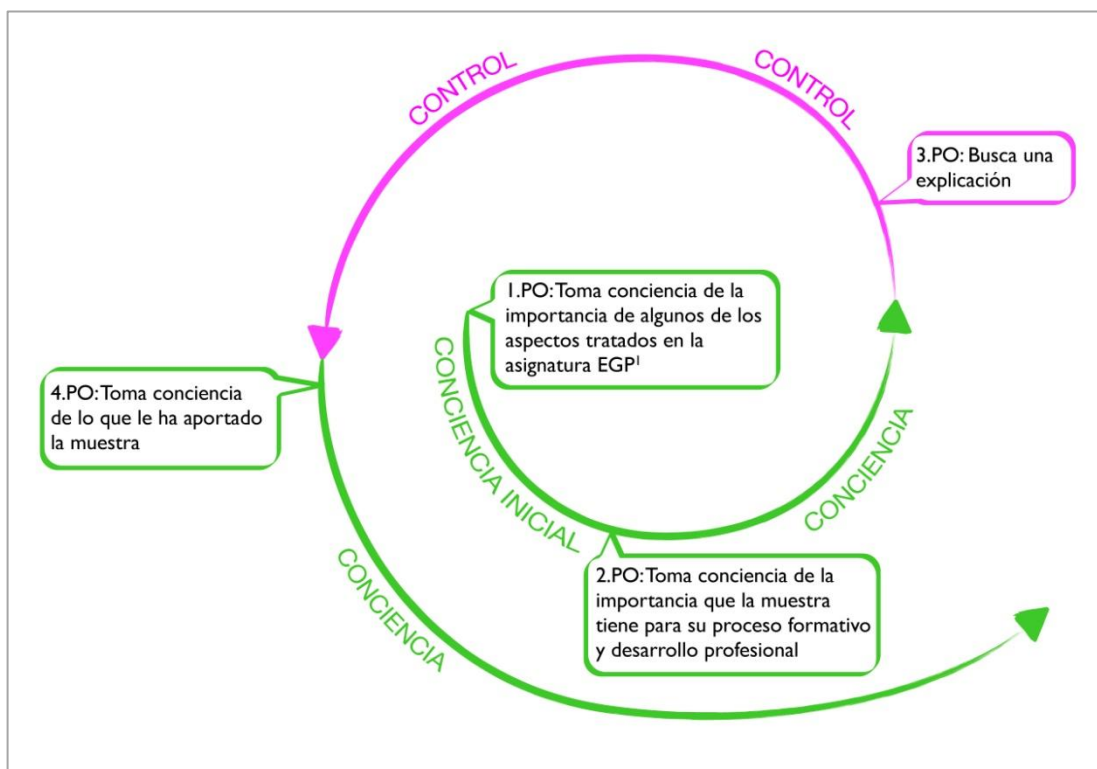 CONTROL
CONTROL
3.PO: Busca una
explicación
1.PO: Toma conciencia de la
importancia de algunos de los
aspectos tratados en la
asignatura EGP¹
4.PO: Toma conciencia
de lo que le ha aportado
la muestra
CONCIENCIA INICIAL
CONCIENCIA
2.PO: Toma conciencia de la
importancia que la muestra
tiene para su proceso formativo
y desarrollo profesional
CONCIENCIA